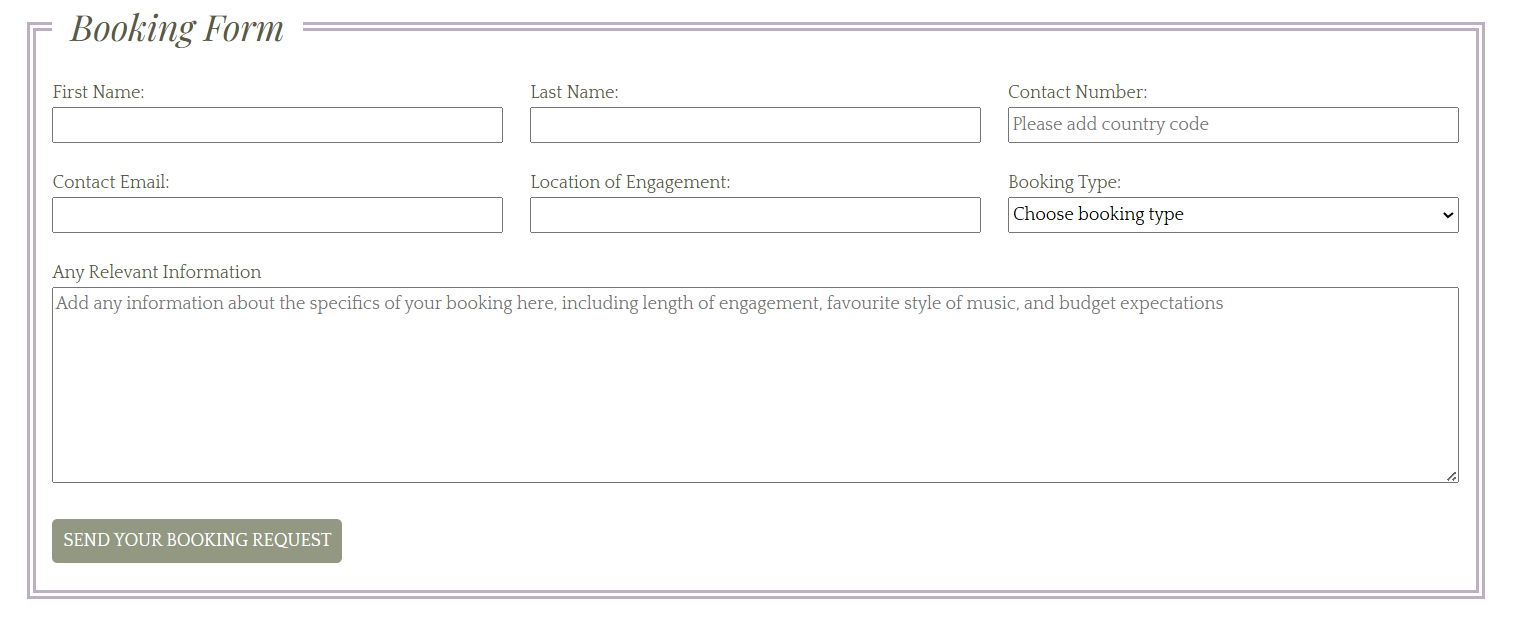 Booking Form
First Name:
Last Name:
Contact Number:
Please add country code
Contact Email:
Location of Engagement:
Booking Type:
Choose booking type
Any Relevant Information
Add any information about the specifics of your booking here, including length of engagement, favourite style of music, and budget expectations
SEND YOUR BOOKING REQUEST